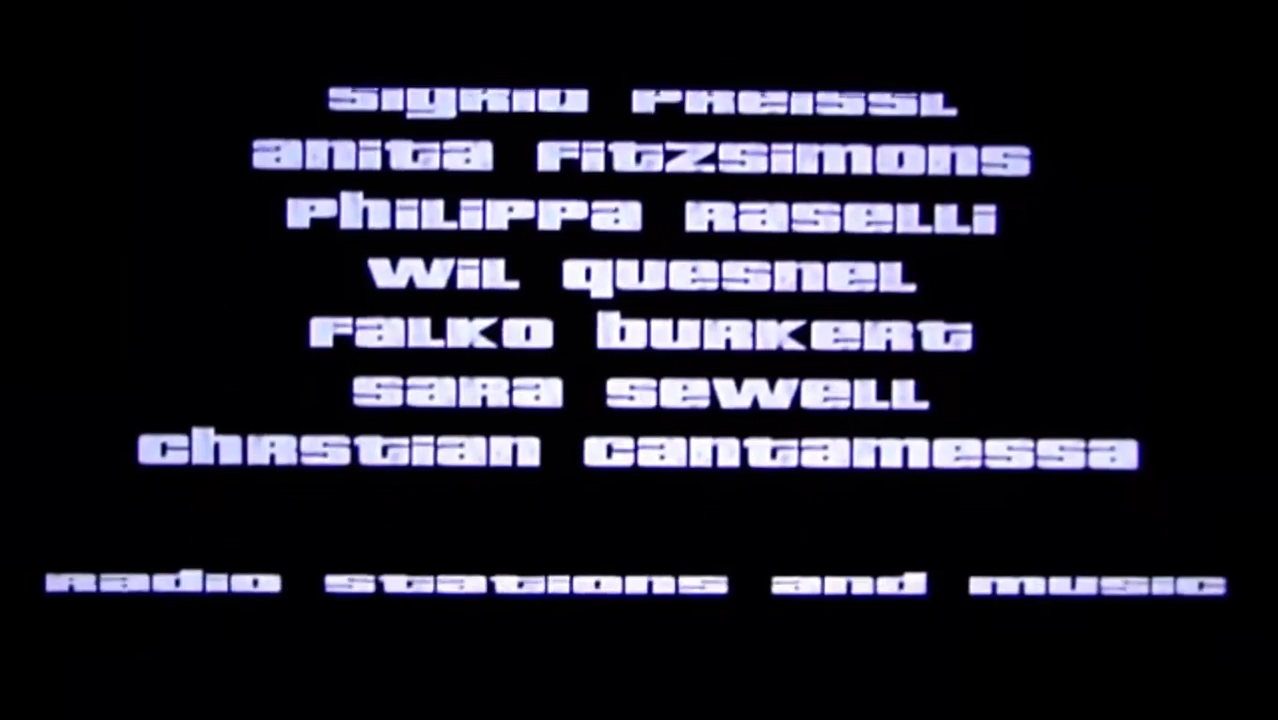 sigrid preissl
anita fitzsimons
philippa raselli
wil quesnel
falko burkert
sara sewell
chrstian cantamessa
radio stations and music